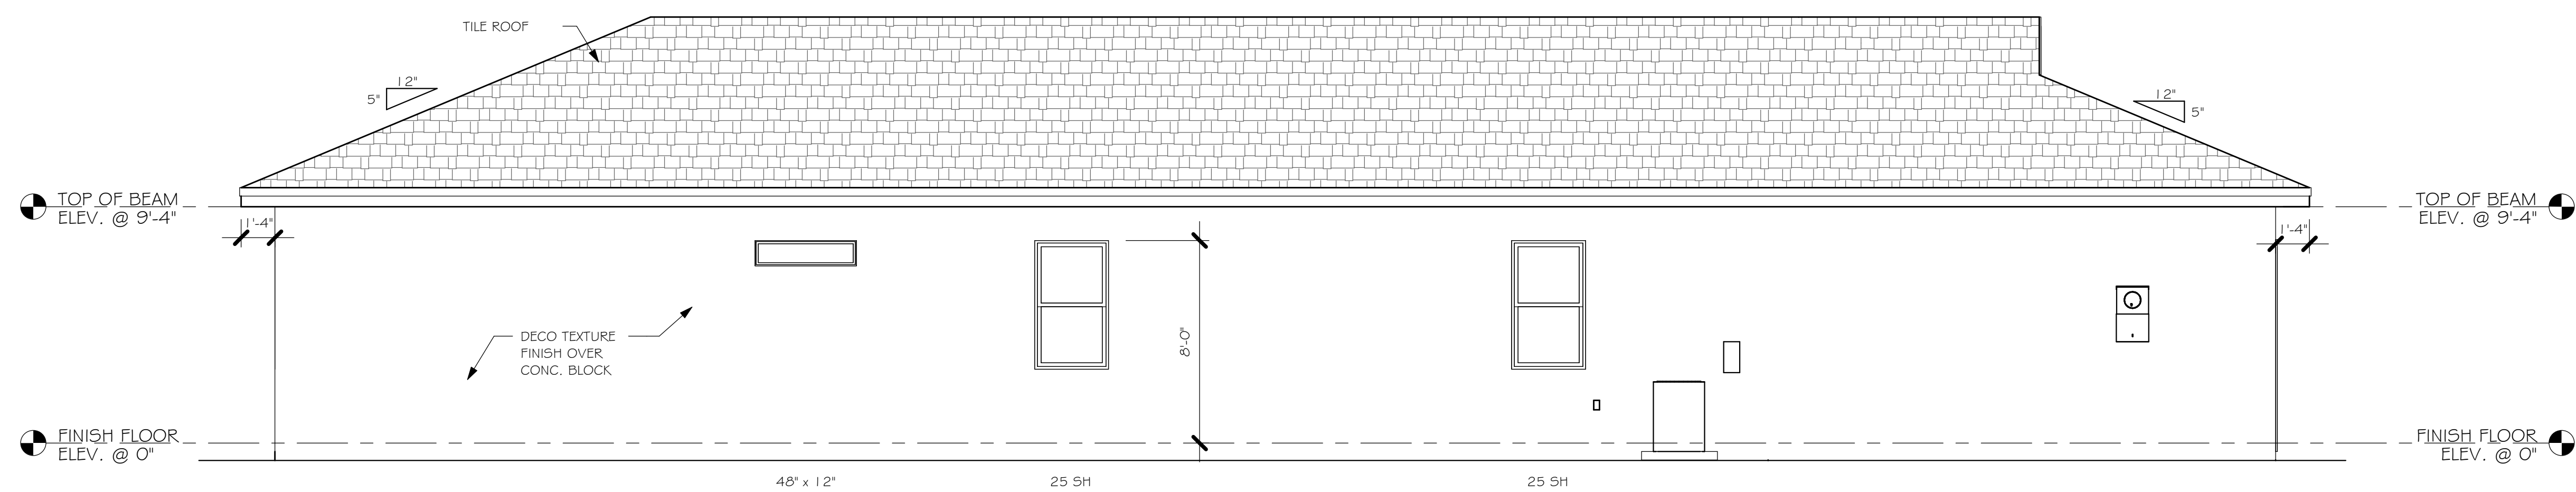 TILE ROOF
12"
5"
12"
5"
TOP OF BEAM
ELEV. @ 9'-4"
TOP OF BEAM
ELEV. @ 9'-4"
1'-4"
1'-4"
8'-0"
DECO TEXTURE
FINISH OVER
CONC. BLOCK
FINISH FLOOR
ELEV. @ 0"
FINISH FLOOR
ELEV. @ 0"
48" x 12"
25 SH
25 SH